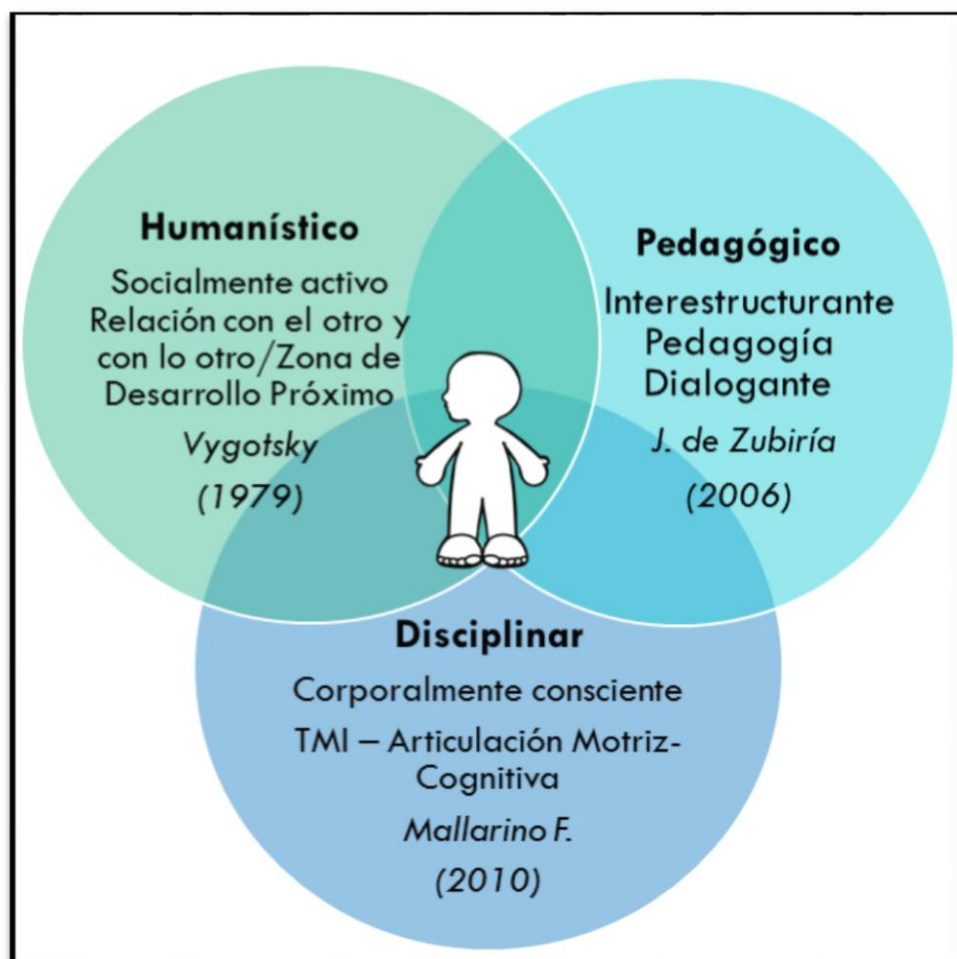 Humanístico
Socialmente activo
Relación con el otro y
con lo otro/Zona de
Desarrollo Próximo
Vygotsky
(1979)
Pedagógico
Interestructurante
Pedagogía
Dialogante
J. de Zubiría
(2006)
Disciplinar
Corporalmente consciente
TMI – Articulación Motriz-
Cognitiva
Mallarino F.
(2010)